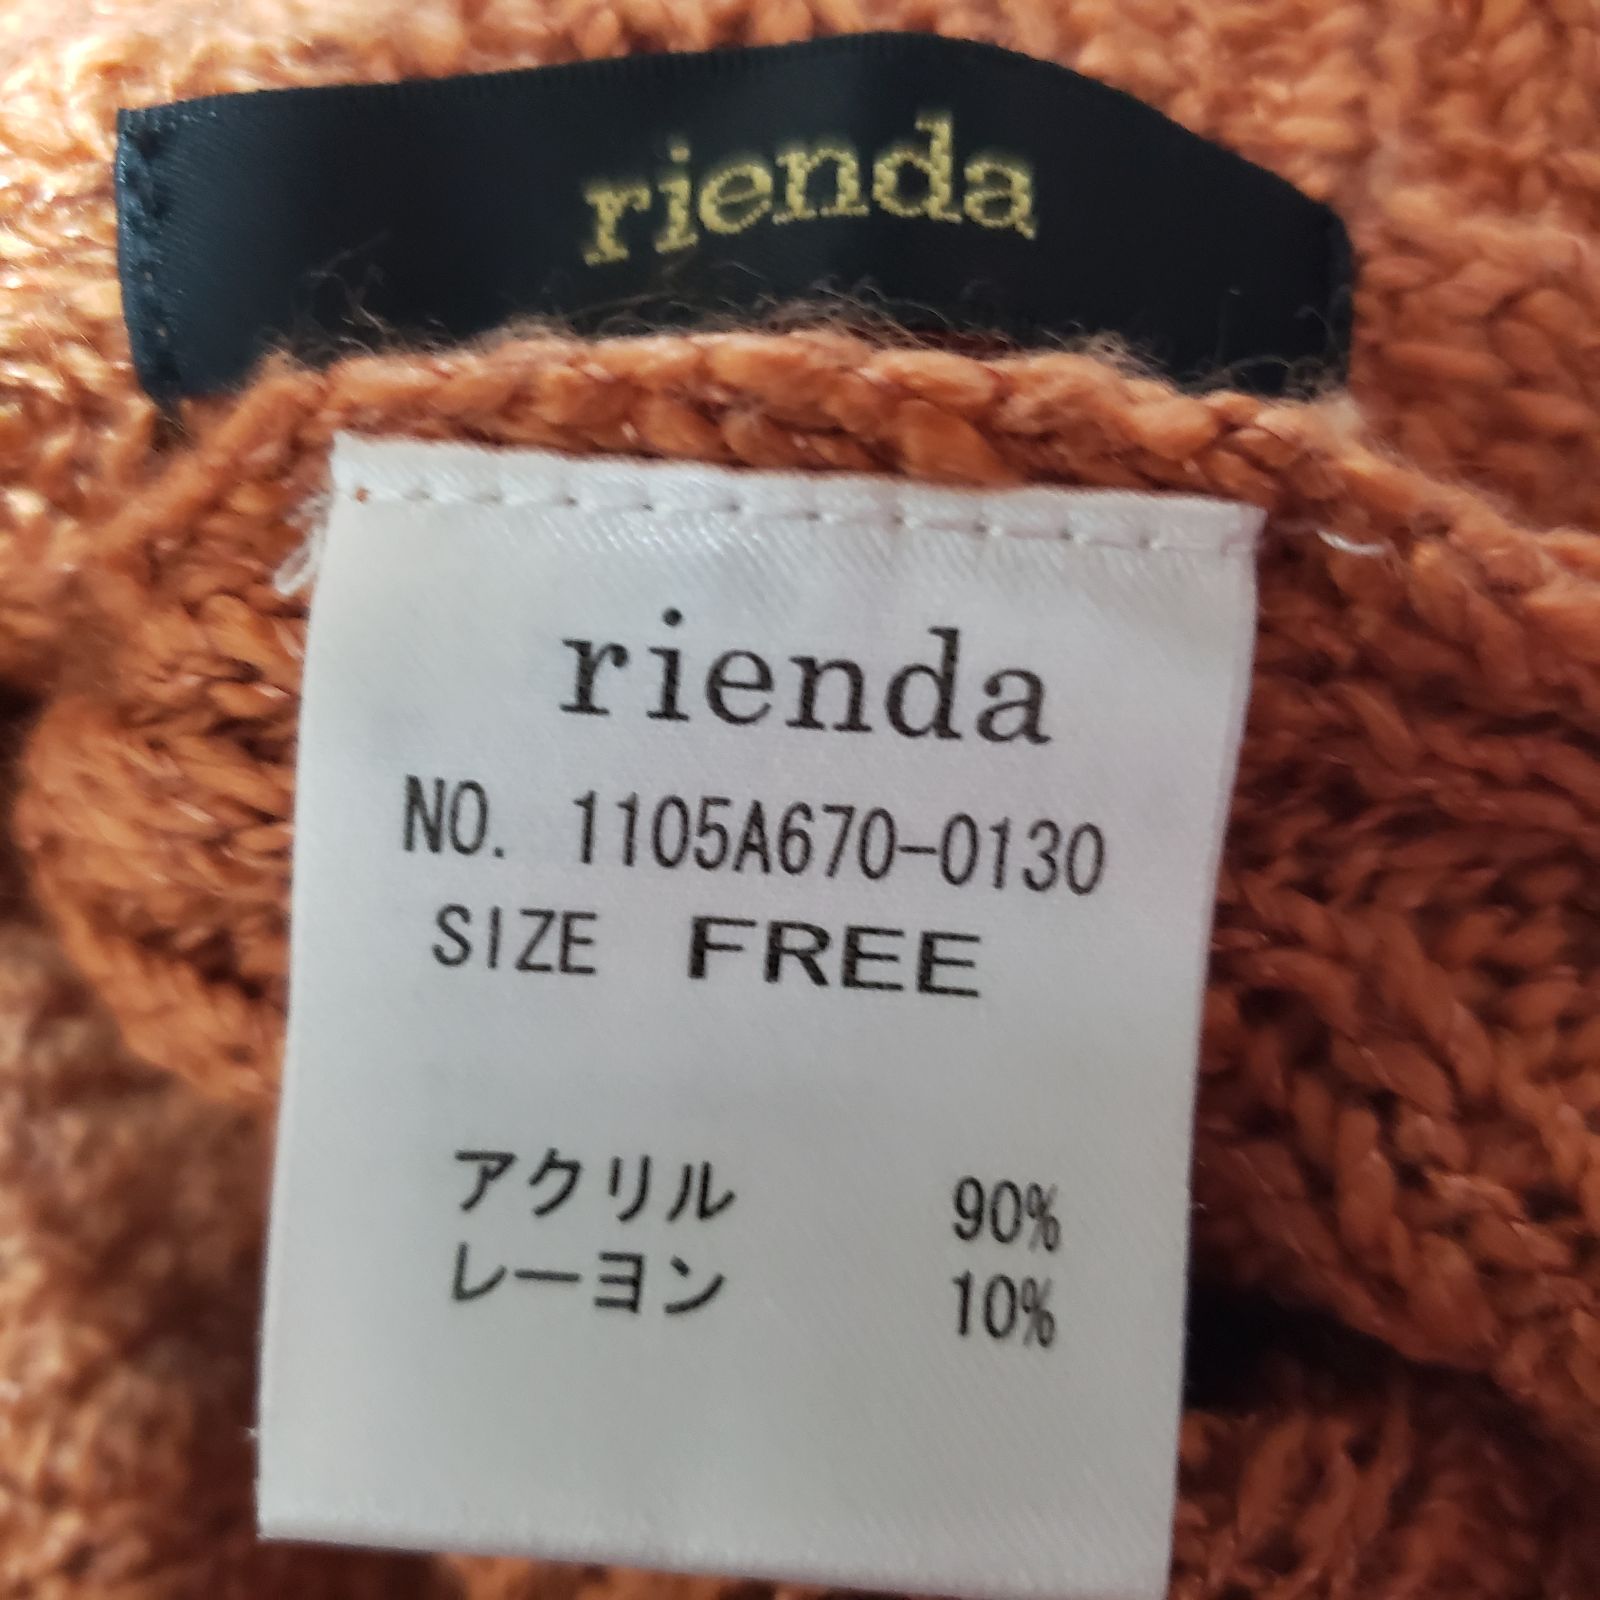 rienda
rienda
NO. 1105A670-0130
SIZE FREE
アクリル 90%
レーヨン 10%